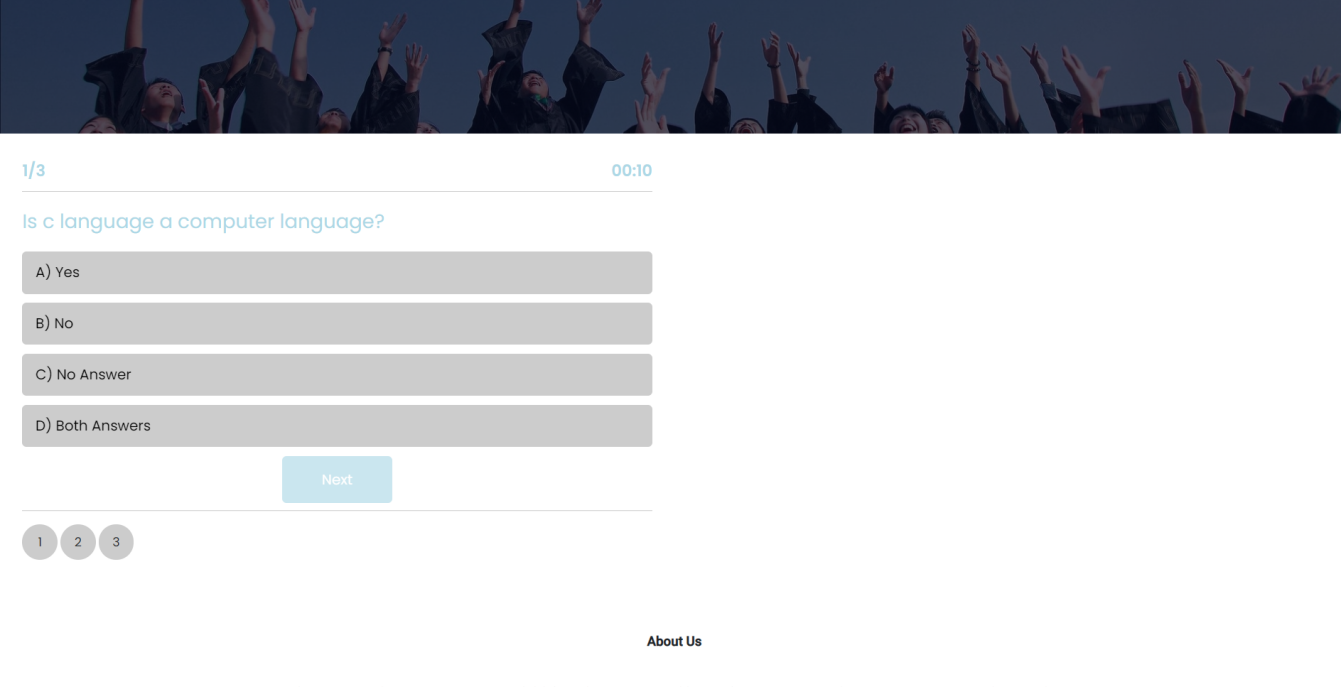 1/3
00:10
Is c language a computer language?
A) Yes
B) No
C) No Answer
D) Both Answers
Next
1
2
3
About Us